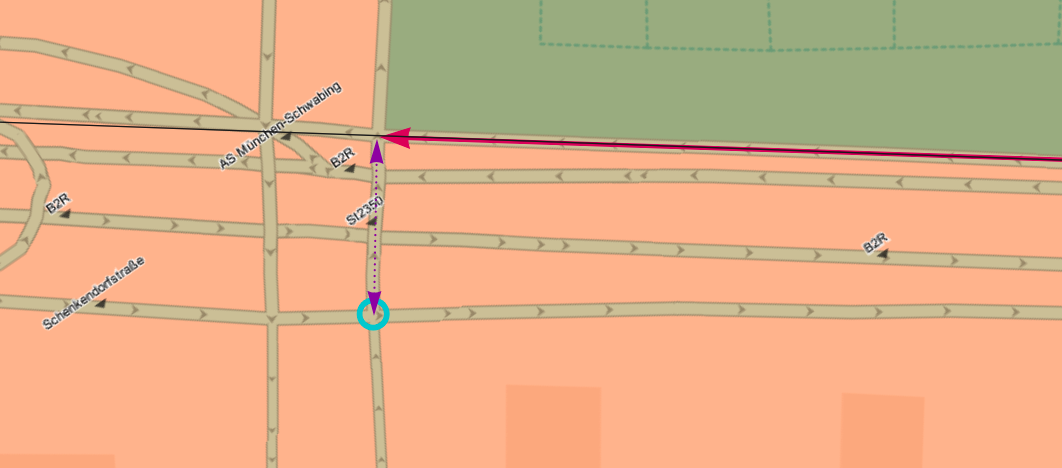 AS München-Schwabing
B2R
B2R
St2350
B2R
Schenkendorfstraße